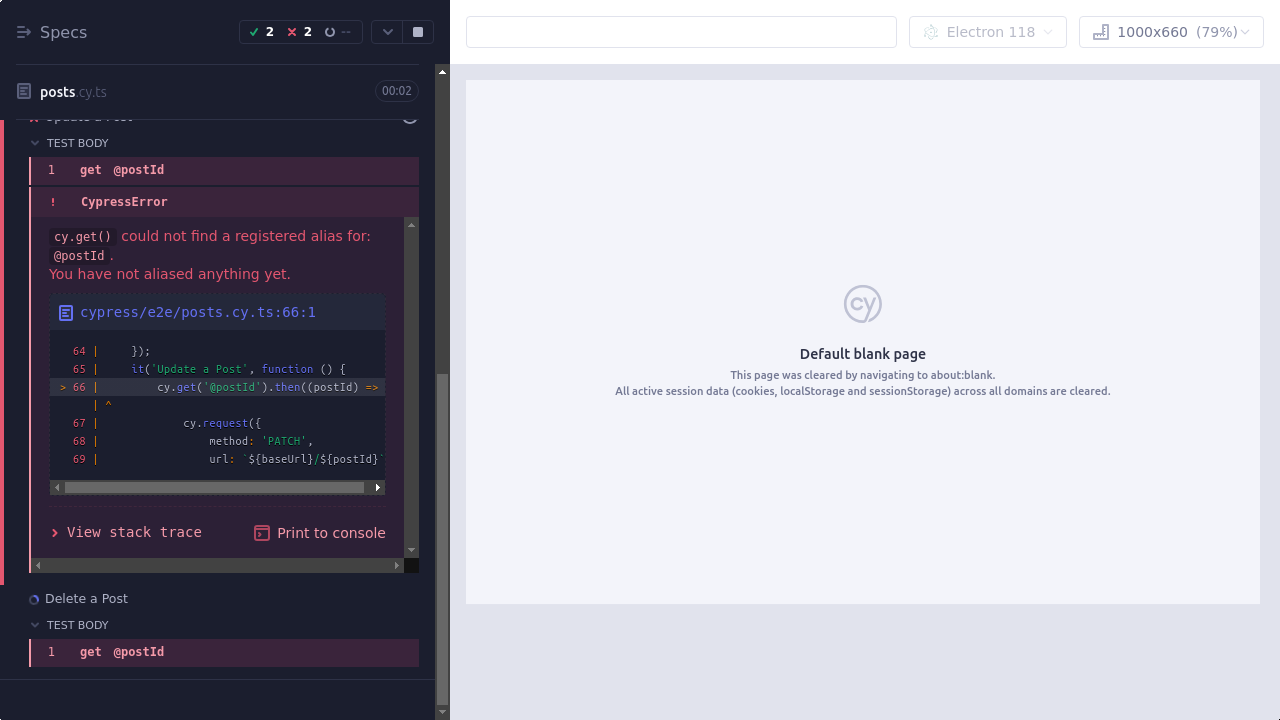 Specs
2
2
--
posts.cy.ts
00:02
Update a Post
TEST BODY
1 get @postId
! CypressError
cy.get() could not find a registered alias for:
@postId .
You have not aliased anything yet.
cypress/e2e/posts.cy.ts:66:1
64 | });
65 | it('Update a Post', function () {
> 66 | cy.get('@postId').then((postId) =>
| ^
67 | cy.request({
68 | method: 'PATCH',
69 | url: `${baseUrl}/${postId}`
View stack trace
Print to console
Delete a Post
TEST BODY
1 get @postId
Electron 118
1000x660 (79%)
cy
Default blank page
This page was cleared by navigating to about:blank.
All active session data (cookies, localStorage and sessionStorage) across all domains are cleared.